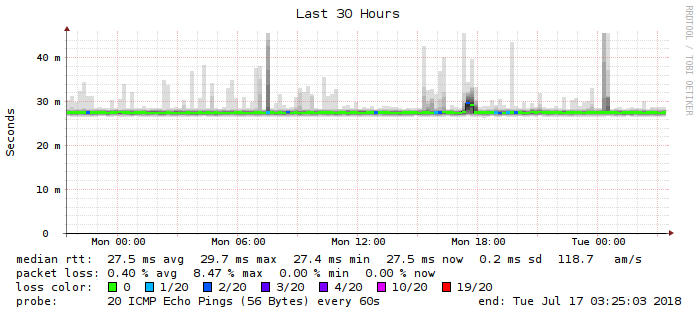 Last 30 Hours
RRDTOOL / TOBI OETIKER
Seconds
40 m
30 m
20 m
10 m
0
Mon 00:00 Mon 06:00 Mon 12:00 Mon 18:00 Tue 00:00
median rtt: 27.5 ms avg 29.7 ms max 27.4 ms min 27.5 ms now 0.2 ms sd 118.7 am/s
packet loss: 0.40 % avg 8.47 % max 0.00 % min 0.00 % now
loss color: 0 1/20 2/20 3/20 4/20 10/20 19/20
probe: 20 ICMP Echo Pings (56 Bytes) every 60s end: Tue Jul 17 03:25:03 2018